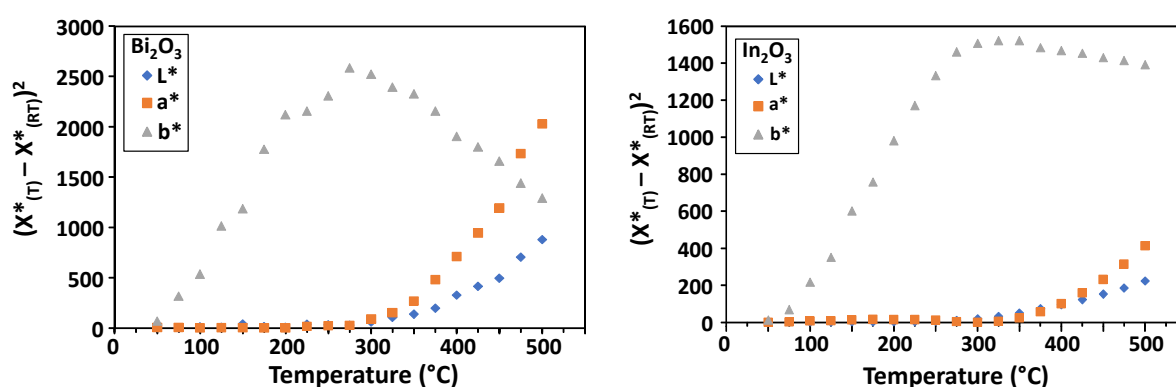 3000
2500
2000
1500
1000
500
0
0
100
200
300
400
500
Temperature (°C)
(X*(T) – X*(RT))²
Bi₂O₃
L*
a*
b*
1600
1400
1200
1000
800
600
400
200
0
0
100
200
300
400
500
Temperature (°C)
(X*(T) – X*(RT))²
In₂O₃
L*
a*
b*